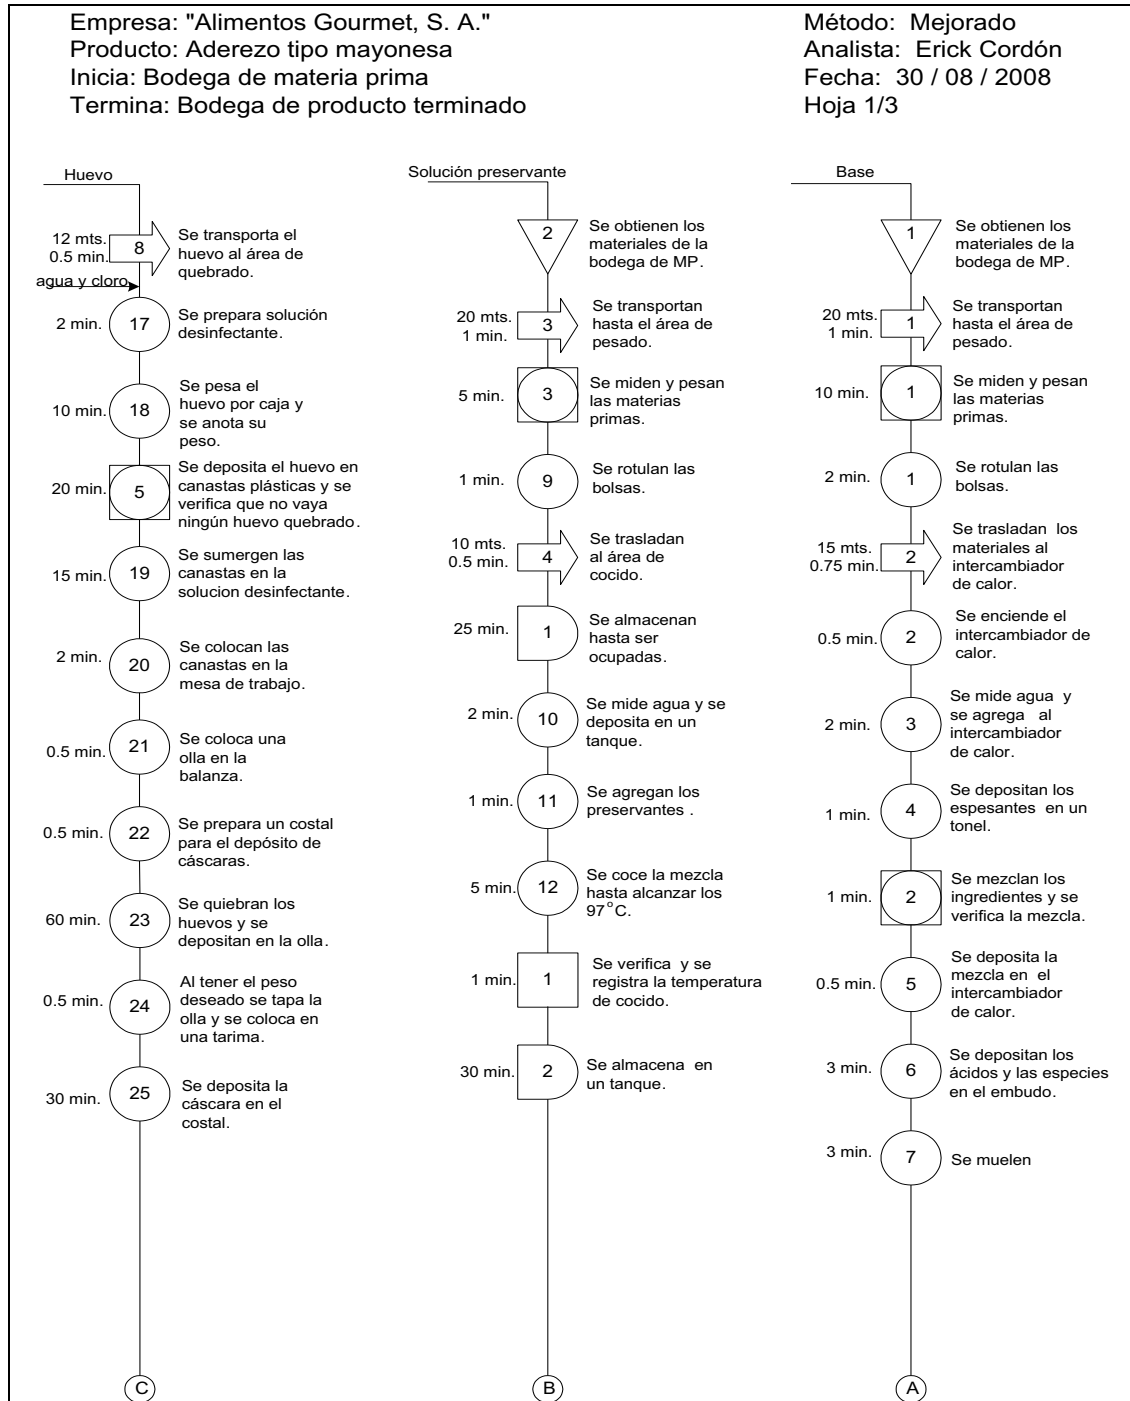 Empresa: "Alimentos Gourmet, S. A."
Producto: Aderezo tipo mayonesa
Inicia: Bodega de materia prima
Termina: Bodega de producto terminado
Método: Mejorado
Analista: Erick Cordón
Fecha: 30 / 08 / 2008
Hoja 1/3
Huevo
12 mts.
0.5 min.
8
Se transporta el
huevo al área de
quebrado.
agua y cloro
2 min.
17
Se prepara solución
desinfectante.
10 min.
18
Se pesa el
huevo por caja y
se anota su
peso.
20 min.
5
Se deposita el huevo en
canastas plásticas y se
verifica que no vaya
ningún huevo quebrado.
15 min.
19
Se sumergen las
canastas en la
solucion desinfectante.
2 min.
20
Se colocan las
canastas en la
mesa de trabajo.
0.5 min.
21
Se coloca una
olla en la
balanza.
0.5 min.
22
Se prepara un costal
para el depósito de
cáscaras.
60 min.
23
Se quiebran los
huevos y se
depositan en la olla.
0.5 min.
24
Al tener el peso
deseado se tapa la
olla y se coloca en
una tarima.
30 min.
25
Se deposita la
cáscara en el
costal.
C
Solución preservante
2
Se obtienen los
materiales de la
bodega de MP.
20 mts.
1 min.
3
Se transportan
hasta el área de
pesado.
5 min.
3
Se miden y pesan
las materias
primas.
1 min.
9
Se rotulan las
bolsas.
10 mts.
0.5 min.
4
Se trasladan
al área de
cocido.
25 min.
1
Se almacenan
hasta ser
ocupadas.
2 min.
10
Se mide agua y se
deposita en un
tanque.
1 min.
11
Se agregan los
preservantes .
5 min.
12
Se coce la mezcla
hasta alcanzar los
97°C.
1 min.
1
Se verifica y se
registra la temperatura
de cocido.
30 min.
2
Se almacena en
un tanque.
B
Base
1
Se obtienen los
materiales de la
bodega de MP.
20 mts.
1 min.
1
Se transportan
hasta el área de
pesado.
10 min.
1
Se miden y pesan
las materias
primas.
2 min.
1
Se rotulan las
bolsas.
15 mts.
0.75 min.
2
Se trasladan los
materiales al
intercambiador
de calor.
0.5 min.
2
Se enciende el
intercambiador de
calor.
2 min.
3
Se mide agua y
se agrega al
intercambiador
de calor.
1 min.
4
Se depositan los
espesantes en un
tonel.
1 min.
2
Se mezclan los
ingredientes y se
verifica la mezcla.
0.5 min.
5
Se deposita la
mezcla en el
intercambiador
de calor.
3 min.
6
Se depositan los
ácidos y las especies
en el embudo.
3 min.
7
Se muelen
A